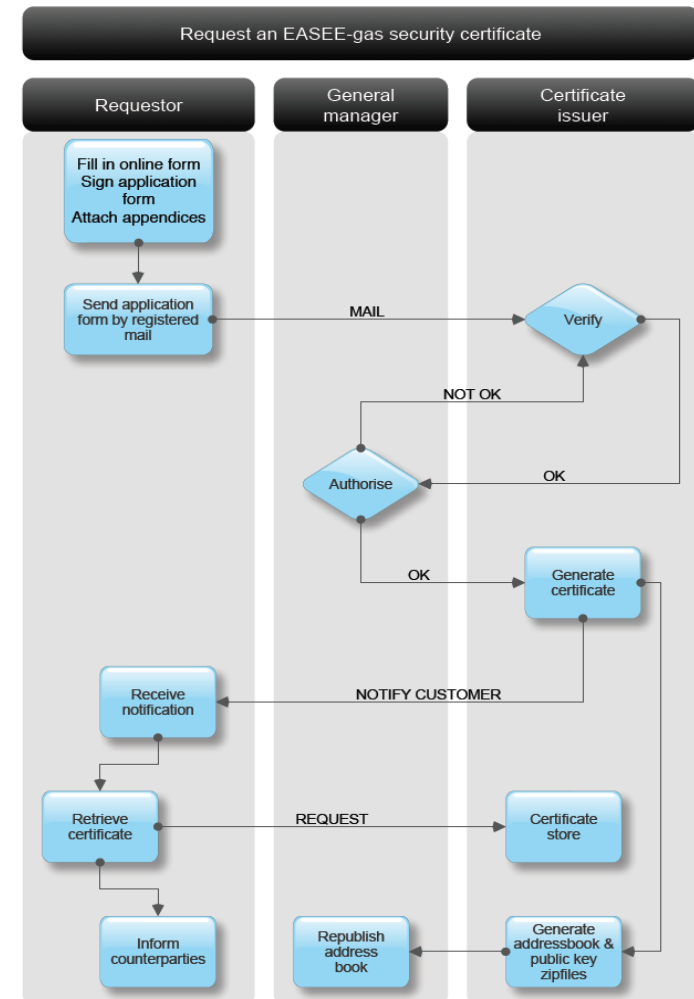 Request an EASEE-gas security certificate
Requestor
General
manager
Certificate
issuer
Fill in online form
Sign application
form
Attach appendices
Send application
form by registered
mail
MAIL
Verify
NOT OK
Authorise
OK
OK
Generate
certificate
Receive
notification
NOTIFY CUSTOMER
Retrieve
certificate
REQUEST
Certificate
store
Inform
counterparties
Republish
address
book
Generate
addressbook &
public key
zipfiles